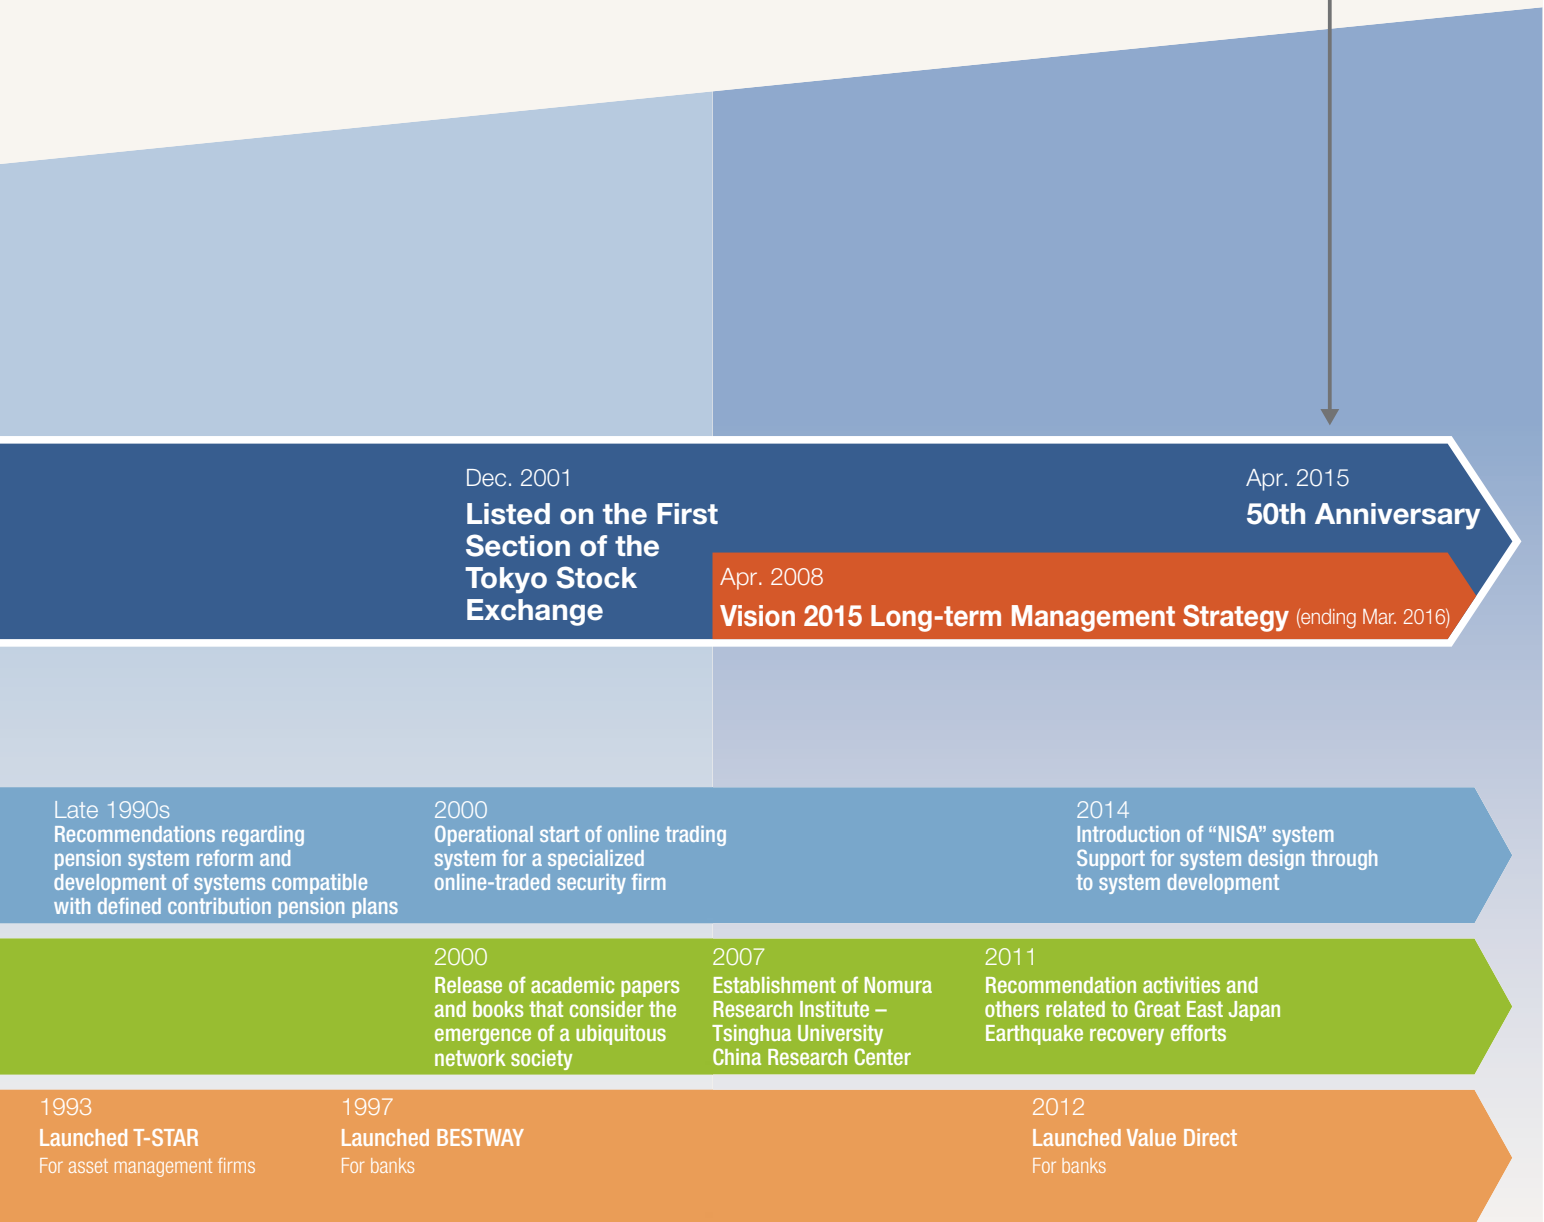 Dec. 2001
Listed on the First
Section of the
Tokyo Stock
Exchange
Apr. 2015
50th Anniversary
Apr. 2008
Vision 2015 Long-term Management Strategy (ending Mar. 2016)
Late 1990s
Recommendations regarding
pension system reform and
development of systems compatible
with defined contribution pension plans
2000
Operational start of online trading
system for a specialized
online-traded security firm
2014
Introduction of “NISA” system
Support for system design through
to system development
2000
Release of academic papers
and books that consider the
emergence of a ubiquitous
network society
2007
Establishment of Nomura
Research Institute –
Tsinghua University
China Research Center
2011
Recommendation activities and
others related to Great East Japan
Earthquake recovery efforts
1993
Launched T-STAR
For asset management firms
1997
Launched BESTWAY
For banks
2012
Launched Value Direct
For banks